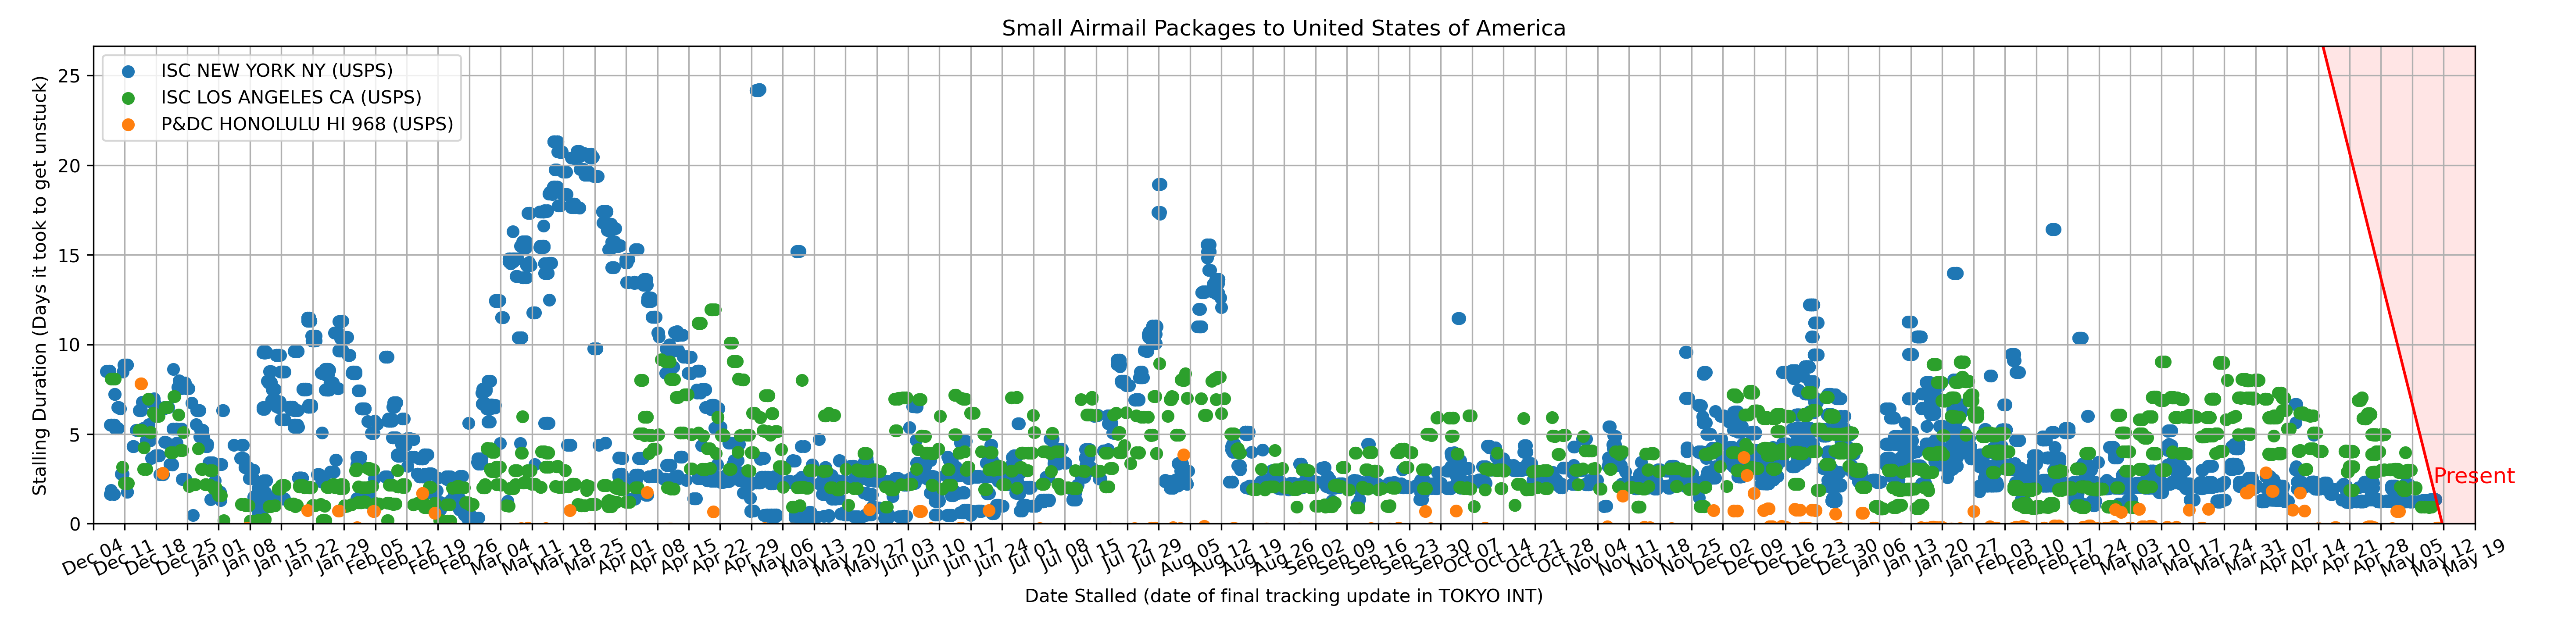 Small Airmail Packages to United States of America
ISC NEW YORK NY (USPS)
ISC LOS ANGELES CA (USPS)
P&DC HONOLULU HI 968 (USPS)
Stalling Duration (Days it took to get unstuck)
25
20
15
10
5
0
Present
Dec 04
Dec 11
Dec 18
Dec 25
Jan 01
Jan 08
Jan 15
Jan 22
Jan 29
Feb 05
Feb 12
Feb 19
Feb 26
Mar 04
Mar 11
Mar 18
Mar 25
Apr 01
Apr 08
Apr 15
Apr 22
Apr 29
May 06
May 13
May 20
May 27
Jun 03
Jun 10
Jun 17
Jun 24
Jul 01
Jul 08
Jul 15
Jul 22
Jul 29
Aug 05
Aug 12
Aug 19
Aug 26
Sep 02
Sep 09
Sep 16
Sep 23
Sep 30
Oct 07
Oct 14
Oct 21
Oct 28
Nov 04
Nov 11
Nov 18
Nov 25
Dec 02
Dec 09
Dec 16
Dec 23
Dec 30
Jan 06
Jan 13
Jan 20
Jan 27
Feb 03
Feb 10
Feb 17
Feb 24
Mar 03
Mar 10
Mar 17
Mar 24
Mar 31
Apr 07
Apr 14
Apr 21
Apr 28
May 05
May 12
May 19
Date Stalled (date of final tracking update in TOKYO INT)